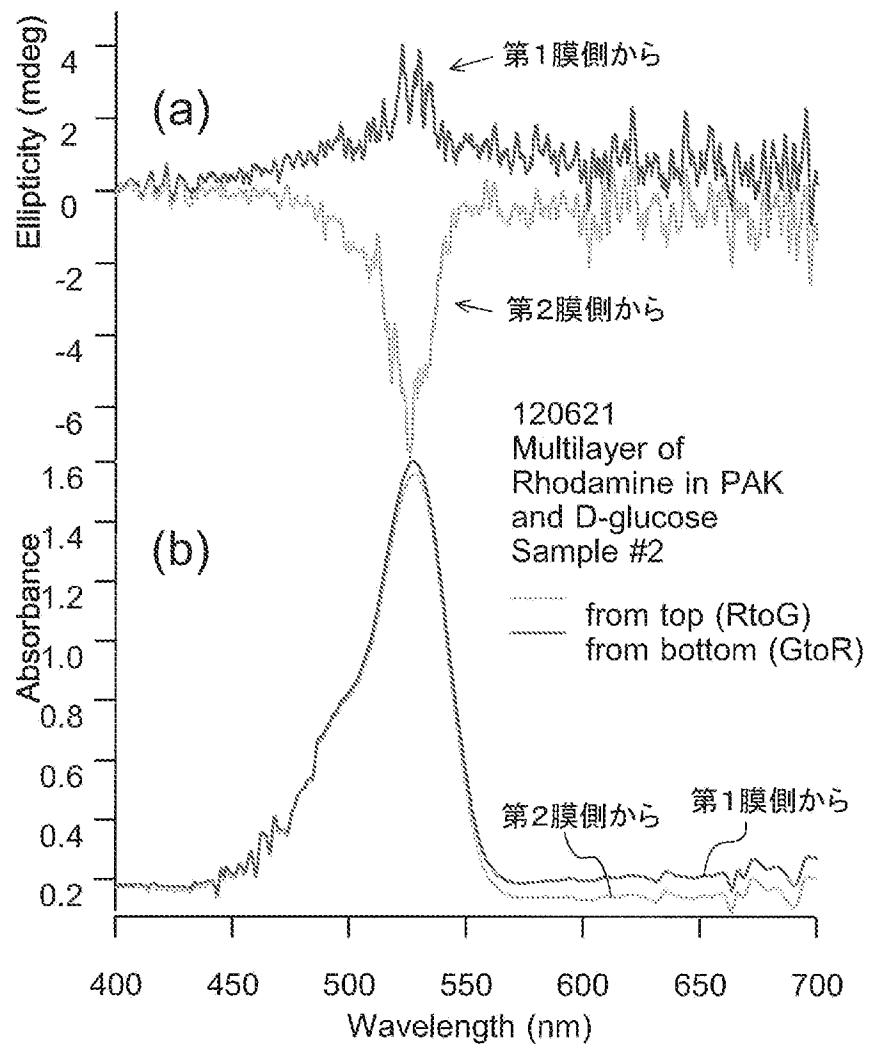 Ellipticity (mdeg)
4
2
0
-2
-4
-6
(a)
第1膜側から
第2膜側から
120621
Multilayer of
Rhodamine in PAK
and D-glucose
Sample #2
from top (RtoG)
from bottom (GtoR)
Absorbance
1.6
1.4
1.2
1.0
0.8
0.6
0.4
0.2
(b)
第2膜側から
第1膜側から
400 450 500 550 600 650 700
Wavelength (nm)